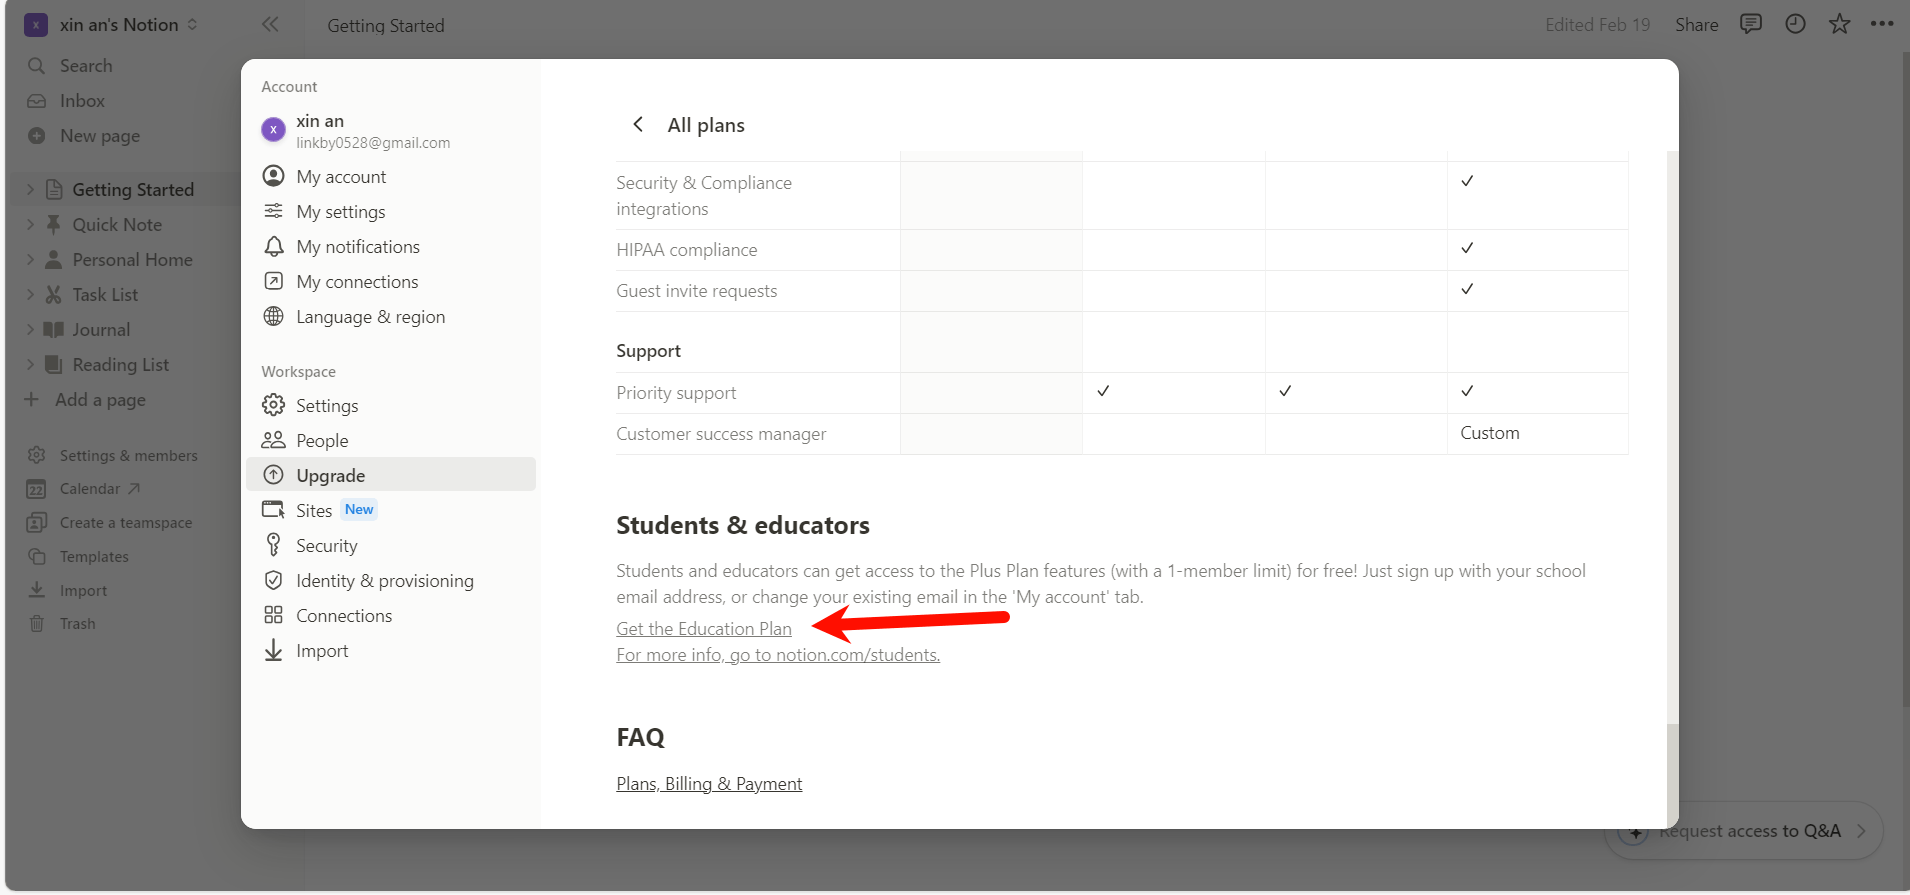 xin an's Notion
Search
Inbox
New page
Getting Started
Quick Note
Personal Home
Task List
Journal
Reading List
Add a page
Settings & members
22
Calendar
Create a teamspace
Templates
Import
Trash
Getting Started
Edited Feb 19
Share
Account
x
xin an
linkby0528@gmail.com
My account
My settings
My notifications
My connections
Language & region
Workspace
Settings
People
Upgrade
Sites New
Security
Identity & provisioning
Connections
Import
All plans
Security & Compliance
integrations
HIPAA compliance
Guest invite requests
Support
Priority support
Customer success manager
Custom
Students & educators
Students and educators can get access to the Plus Plan features (with a 1-member limit) for free! Just sign up with your school
email address, or change your existing email in the 'My account' tab.
Get the Education Plan
For more info, go to notion.com/students.
FAQ
Plans, Billing & Payment
Request access to Q&A